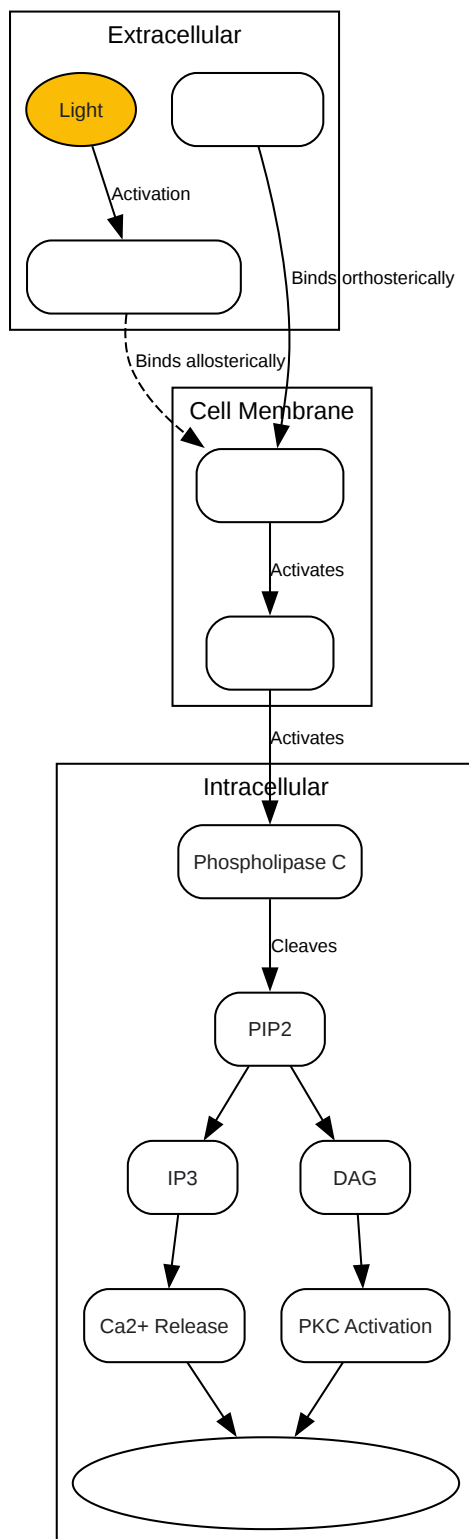 Extracellular
Light
Activation
Binds orthosterically
Binds allosterically
Cell Membrane
Activates
Activates
Intracellular
Phospholipase C
Cleaves
PIP2
IP3
DAG
Ca2+ Release
PKC Activation